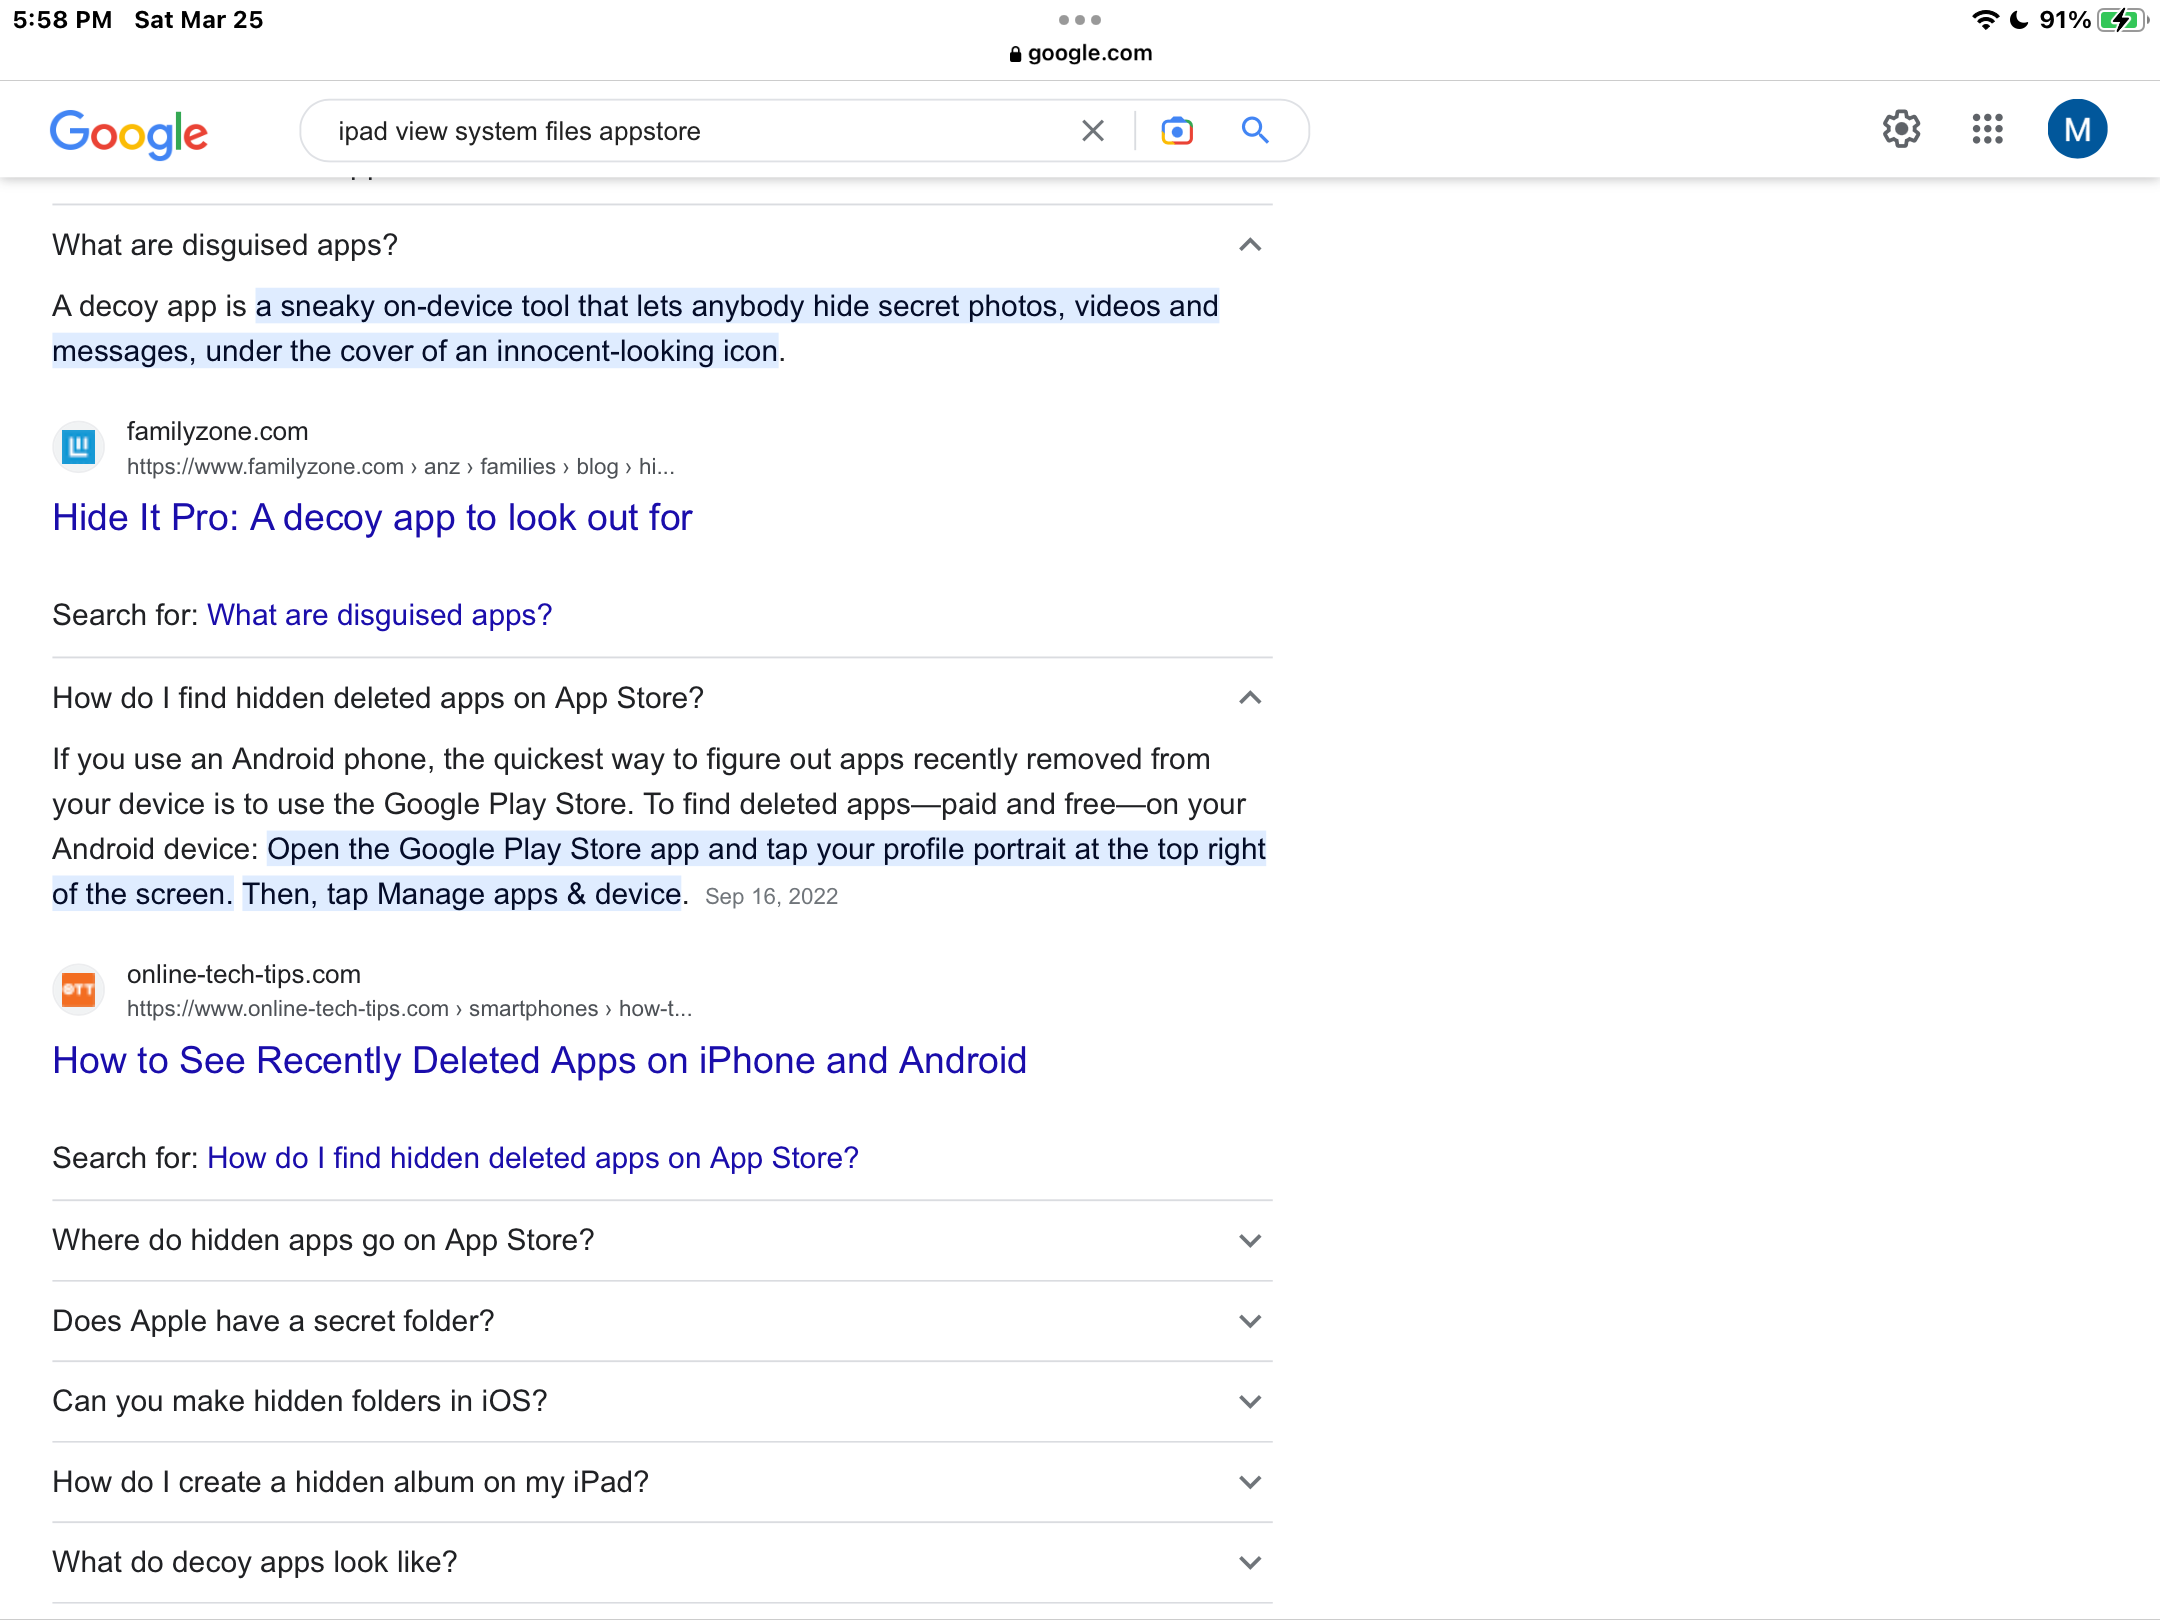 5:58 PM Sat Mar 25
91%
google.com
Google
ipad view system files appstore
M
What are disguised apps?
A decoy app is a sneaky on-device tool that lets anybody hide secret photos, videos and
messages, under the cover of an innocent-looking icon.
familyzone.com
https://www.familyzone.com › anz › families › blog › hi...
Hide It Pro: A decoy app to look out for
Search for: What are disguised apps?
How do I find hidden deleted apps on App Store?
If you use an Android phone, the quickest way to figure out apps recently removed from
your device is to use the Google Play Store. To find deleted apps—paid and free—on your
Android device: Open the Google Play Store app and tap your profile portrait at the top right
of the screen. Then, tap Manage apps & device. Sep 16, 2022
OTT
online-tech-tips.com
https://www.online-tech-tips.com › smartphones › how-t...
How to See Recently Deleted Apps on iPhone and Android
Search for: How do I find hidden deleted apps on App Store?
Where do hidden apps go on App Store?
Does Apple have a secret folder?
Can you make hidden folders in iOS?
How do I create a hidden album on my iPad?
What do decoy apps look like?